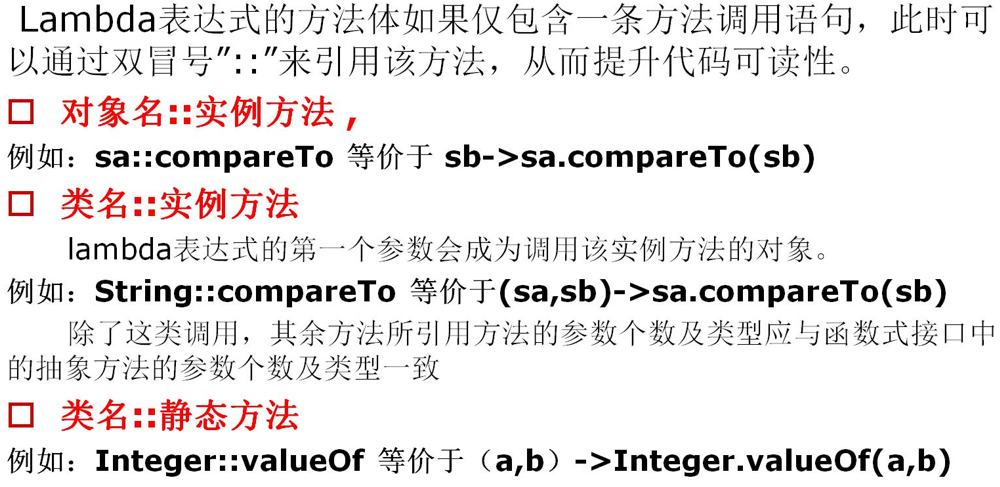 Lambda表达式的方法体如果仅包含一条方法调用语句，此时可
以通过双冒号”::”来引用该方法，从而提升代码可读性。
□ 对象名::实例方法 ,
例如：sa::compareTo 等价于 sb->sa.compareTo(sb)
□ 类名::实例方法
lambda表达式的第一个参数会成为调用该实例方法的对象。
例如：String::compareTo 等价于(sa,sb)->sa.compareTo(sb)
除了这类调用，其余方法所引用方法的参数个数及类型应与函数式接口中
的抽象方法的参数个数及类型一致
□ 类名::静态方法
例如：Integer::valueOf 等价于（a,b）->Integer.valueOf(a,b)